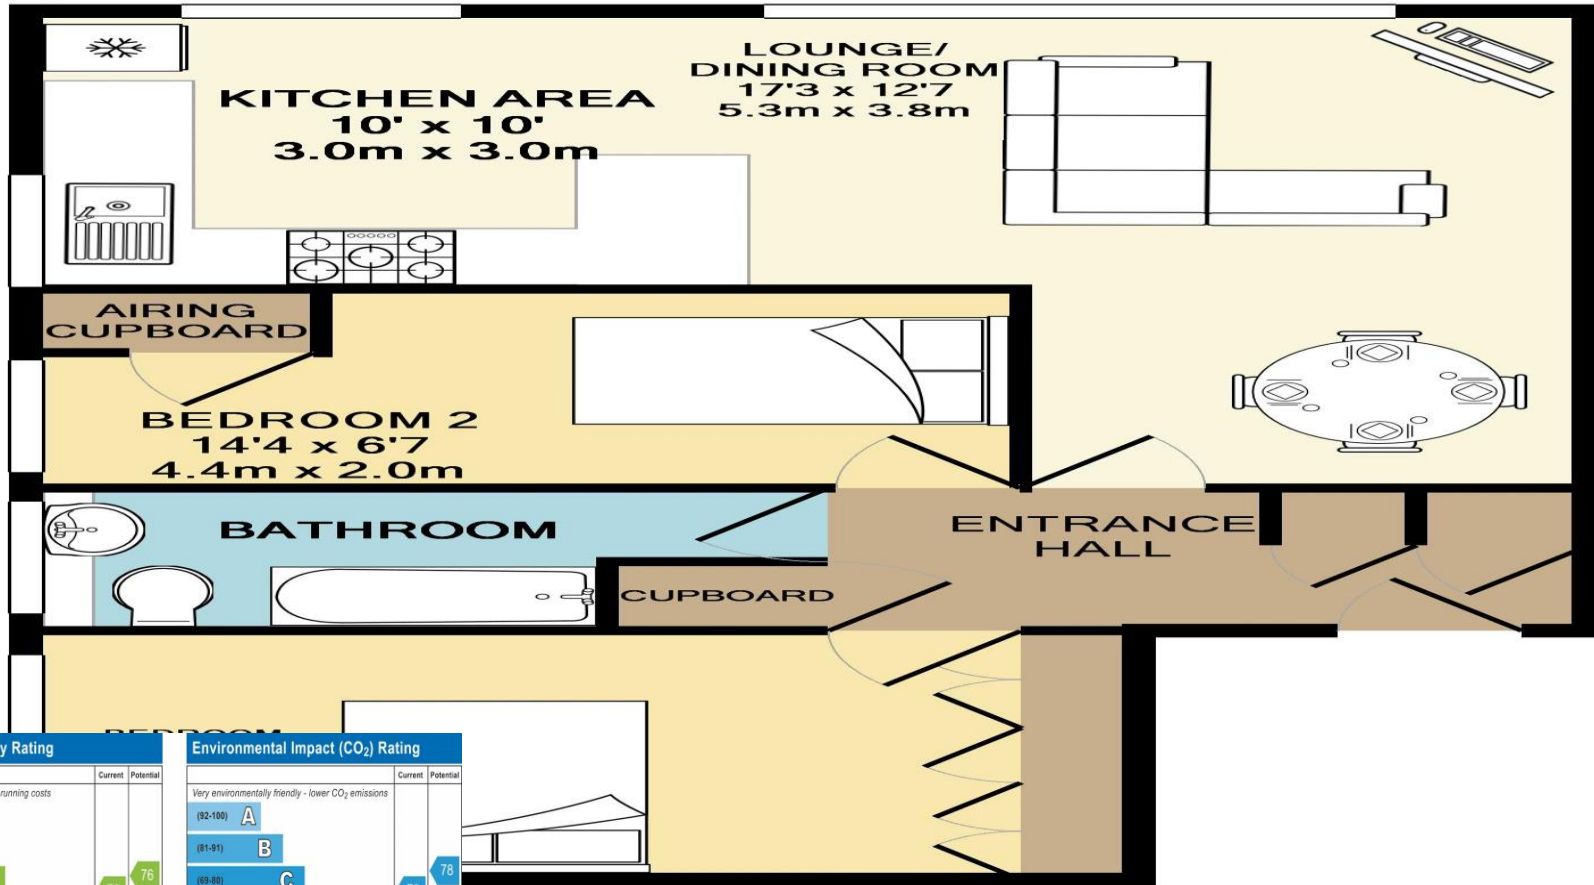 LOUNGE/
DINING ROOM
17'3 x 12'7
5.3m x 3.8m
KITCHEN AREA
10' x 10'
3.0m x 3.0m
AIRING
CUPBOARD
BEDROOM 2
14'4 x 6'7
4.4m x 2.0m
BATHROOM
ENTRANCE
HALL
CUPBOARD
BEDROOM
y Rating
Current Potential
running costs
76
Environmental Impact (CO₂) Rating
Current Potential
Very environmentally friendly - lower CO₂ emissions
(92-100) A
(81-91) B
(69-80) C
78